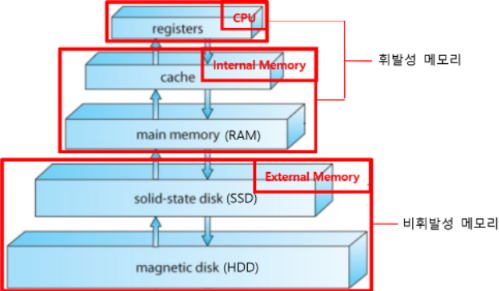 CPU
registers
Internal Memory
cache
휘발성 메모리
main memory (RAM)
External Memory
solid-state disk (SSD)
비휘발성 메모리
magnetic disk (HDD)